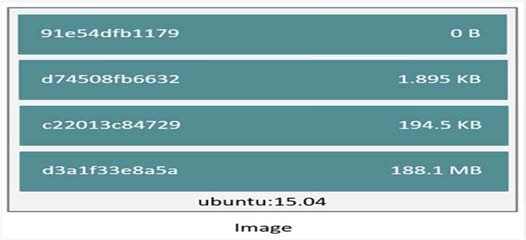 91e54dfb1179 0 B
d74508fb6632 1.895 KB
c22013c84729 194.5 KB
d3a1f33e8a5a 188.1 MB
ubuntu:15.04
Image